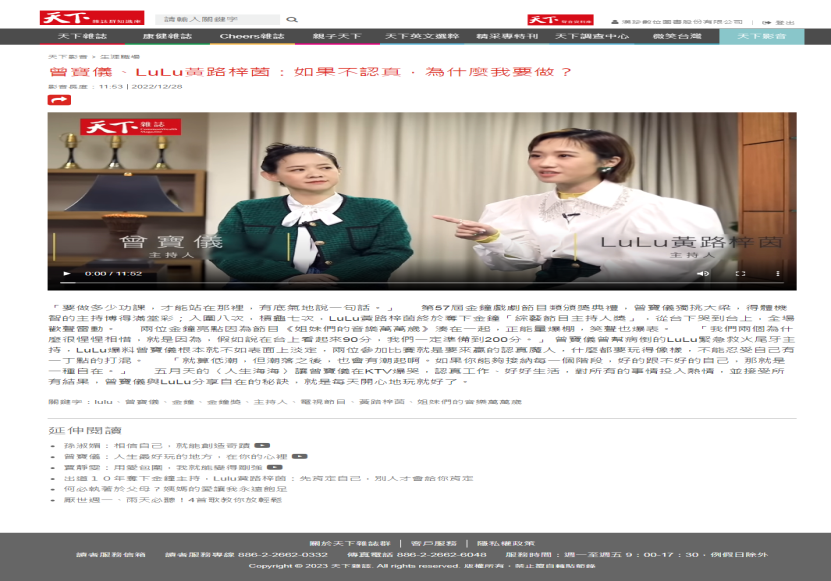 天下 雜誌群知識庫
請輸入關鍵字
天下
登出
天下雜誌 康健雜誌 Cheers雜誌 親子天下 天下英文選粹 精采專特刊 天下調查中心 微笑台灣 天下影音
天下影音 > 生涯職場
曾寶儀、LuLu黃路梓茵：如果不認真，為什麼我要做？
影音長度：11:53 | 2022/12/28
天下 雜誌
曾寶儀
主持人
LuLu黃路梓茵
主持人
0:00 / 11:52
「要做多少功課，才能站在那裡，有底氣地說一句話。」 第57屆金鐘戲劇節目類頒獎典禮，曾寶儀獨挑大梁，得體機
智的主持博得滿堂彩；入圍八次，槓龜七次，LuLu黃路梓茵終於奪下金鐘「綜藝節目主持人獎」，從台下哭到台上，全場
歡聲雷動。 兩位金鐘亮點因為節目《姐妹們的音樂萬萬歲》湊在一起，正能量爆棚，笑聲也爆表。 「我們兩個為什
麼很惺惺相惜，就是因為，假如說在台上看起來90分，我們一定準備到200分。」 曾寶儀曾幫病倒的LuLu緊急救火尾牙主
持，LuLu爆料曾寶儀根本就不如表面上淡定，兩位參加比賽就是要來贏的認真魔人，什麼都要玩得像樣，不能忍受自己有
一丁點的打混。 「就算低潮，但潮落之後，也會有潮起啊。如果你能夠接納每一個階段，好的跟不好的自己，那就是
一種自在。」 五月天的〈人生海海〉讓曾寶儀在KTV爆哭，認真工作、好好生活，對所有的事情投入熱情，並接受所
有結果，曾寶儀與LuLu分享自在的秘訣，就是每天開心地玩就好了。
關鍵字：lulu、曾寶儀、金鐘、金鐘獎、主持人、電視節目、黃路梓茵、姐妹們的音樂萬萬歲
延伸閱讀
孫淑媚：相信自己，就能創造奇蹟
曾寶儀：人生最好玩的地方，在你的心裡
賈靜雯：用愛包圍，我就能變得剛強
出道１０年奪下金鐘主持，Lulu黃路梓茵：先肯定自己，別人才會給你肯定
何必執著於父母？媽媽的愛讓我永遠飽足
厭世週一、雨天必聽！4首歌教你放輕鬆
關於天下雜誌群 | 客戶服務 | 隱私權政策
讀者服務信箱 讀者服務專線 886-2-2662-0332 傳真電話 886-2-2662-6048 服務時間：週一至週五 9：00-17：30，例假日除外
Copyright © 2023 天下雜誌. All rights reserved. 版權所有，禁止擅自轉貼節錄